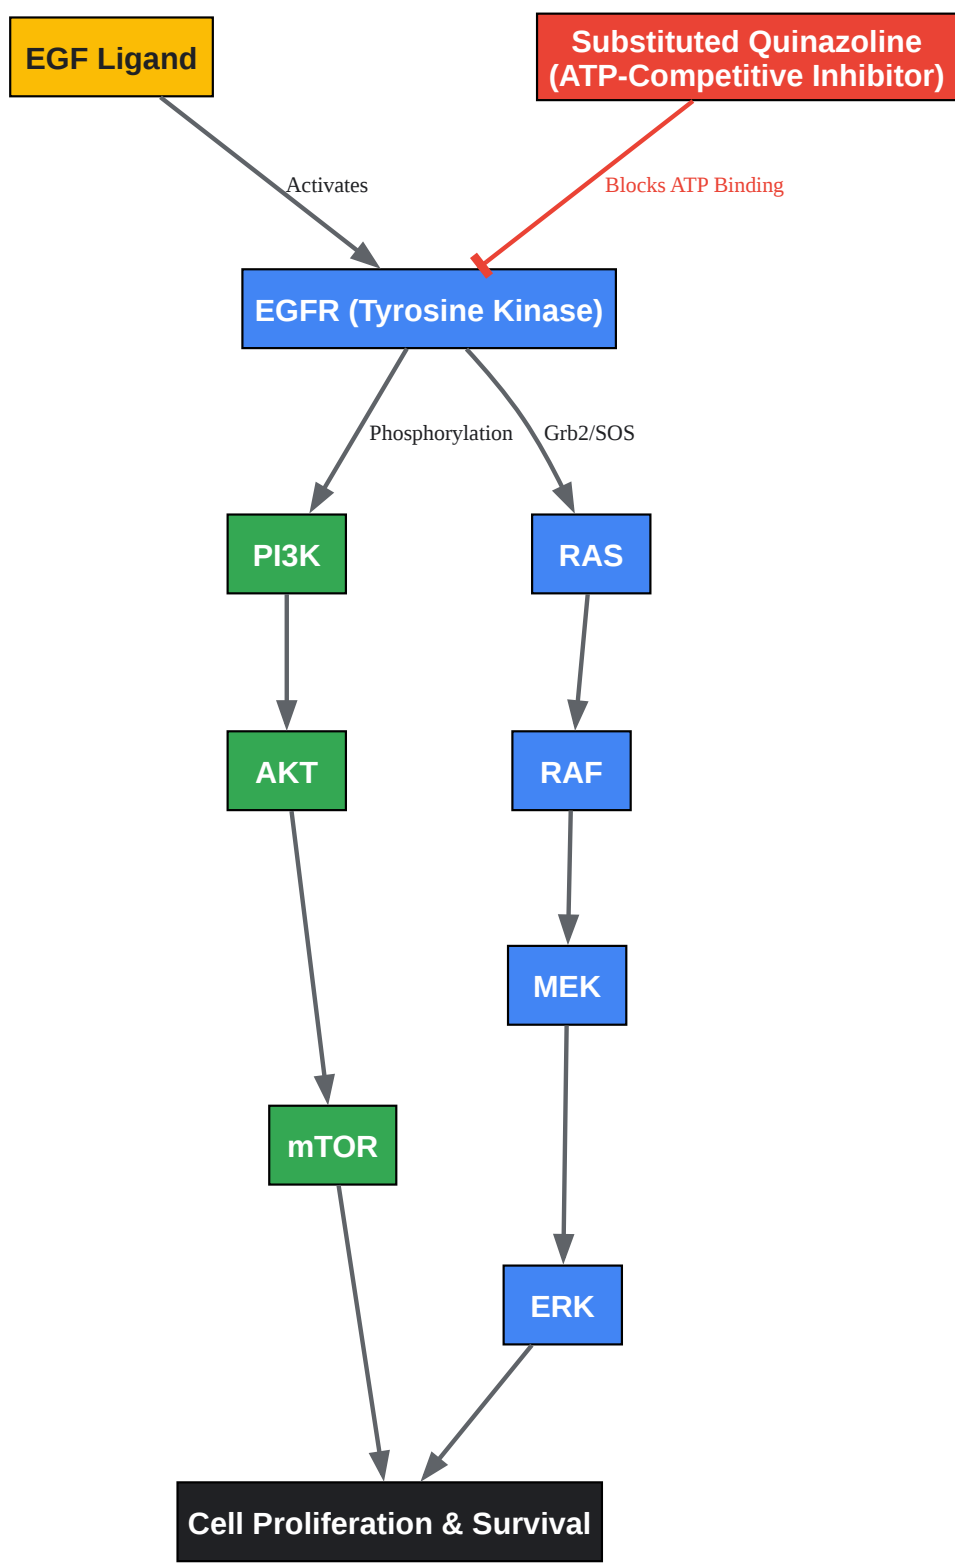 EGF Ligand
Substituted Quinazoline
(ATP-Competitive Inhibitor)
Activates
Blocks ATP Binding
EGFR (Tyrosine Kinase)
Phosphorylation
Grb2/SOS
PI3K
RAS
AKT
RAF
MEK
mTOR
ERK
Cell Proliferation & Survival